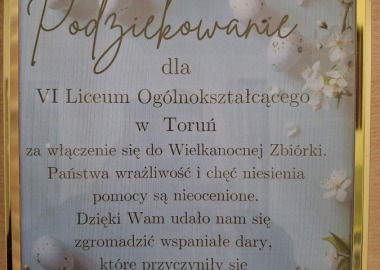 Podziękowanie
dla
VI Liceum Ogólnokształcącego
w Toruń
za włączenie się do Wielkanocnej Zbiórki.
Państwa wrażliwość i chęć niesienia
pomocy są nieocenione.
Dzięki Wam udało nam się
zgromadzić wspaniałe dary,
które przyczyniły się